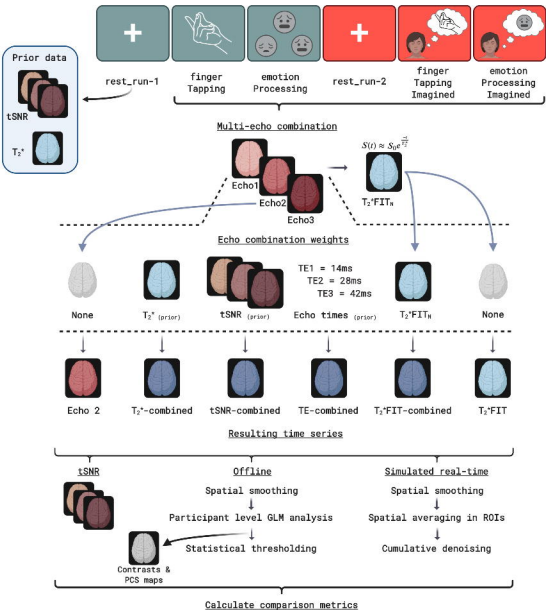 Prior data
tSNR
T₂*
rest_run-1
finger
Tapping
emotion
Processing
rest_run-2
finger
Tapping
Imagined
emotion
Processing
Imagined
Multi-echo combination
Echo1
Echo2
Echo3
T₂*FITₙ
Echo combination weights
None
T₂* (prior)
tSNR (prior)
TE1 = 14ms
TE2 = 28ms
TE3 = 42ms
Echo times (prior)
T₂*FITₙ
None
Echo 2
T₂*-combined
tSNR-combined
TE-combined
T₂*FIT-combined
T₂*FIT
Resulting time series
tSNR
Offline
Spatial smoothing
Participant level GLM analysis
Statistical thresholding
Contrasts &
PCS maps
Simulated real-time
Spatial smoothing
Spatial averaging in ROIs
Cumulative denoising
Calculate comparison metrics